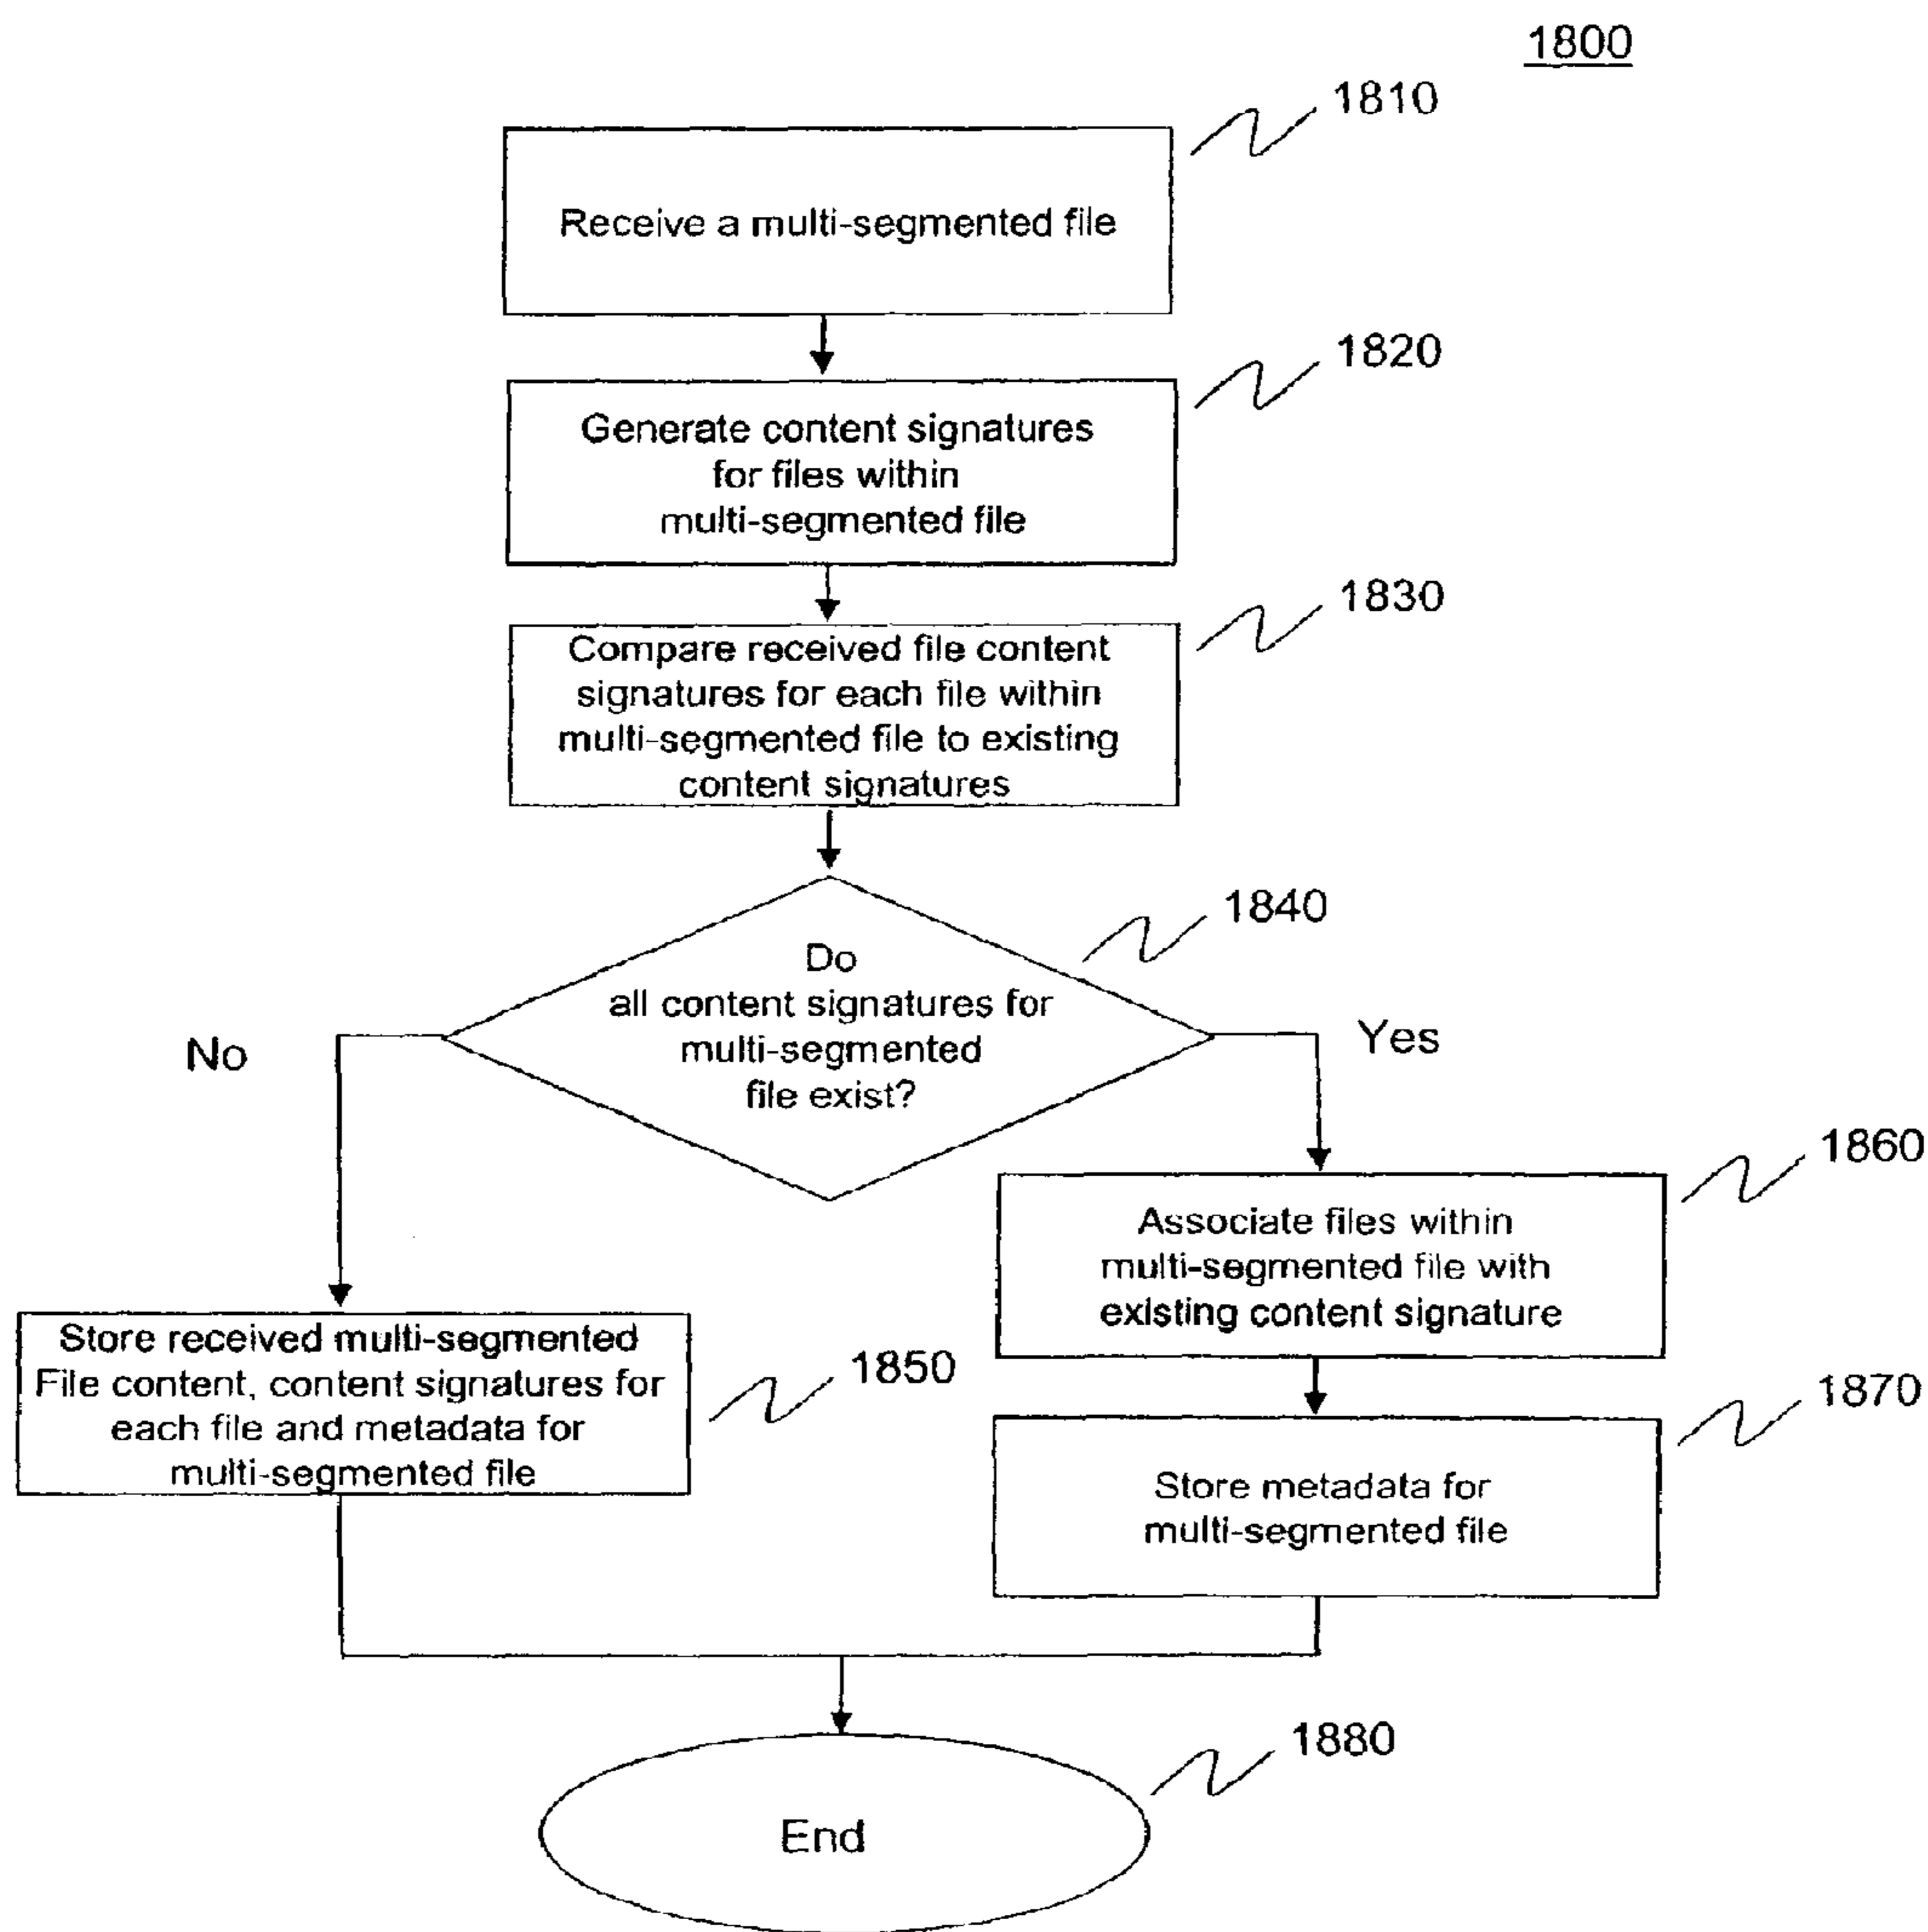 1800
1810
Receive a multi-segmented file
1820
Generate content signatures
for files within
multi-segmented file
1830
Compare received file content
signatures for each file within
multi-segmented file to existing
content signatures
1840
Do
all content signatures for
multi-segmented
file exist?
No
Yes
1860
Associate files within
multi-segmented file with
existing content signature
Store received multi-segmented
File content, content signatures for
each file and metadata for
multi-segmented file
1850
1870
Store metadata for
multi-segmented file
1880
End